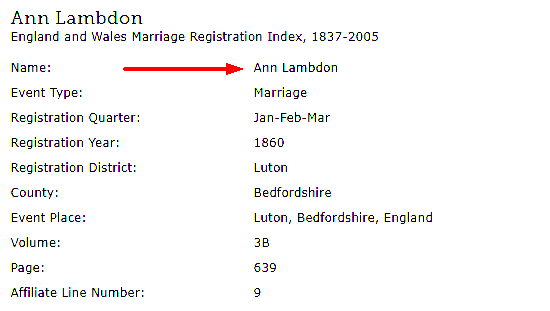 Ann Lambdon
England and Wales Marriage Registration Index, 1837-2005
Name: Ann Lambdon
Event Type: Marriage
Registration Quarter: Jan-Feb-Mar
Registration Year: 1860
Registration District: Luton
County: Bedfordshire
Event Place: Luton, Bedfordshire, England
Volume: 3B
Page: 639
Affiliate Line Number: 9